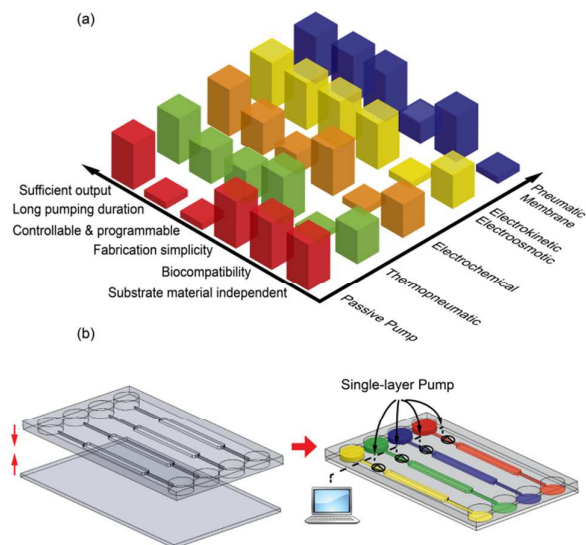 (a)
Sufficient output
Long pumping duration
Controllable & programmable
Fabrication simplicity
Biocompatibility
Substrate material independent
Pneumatic
Membrane
Electrokinetic
Electroosmotic
Electrochemical
Thermopneumatic
Passive Pump
(b)
Single-layer Pump